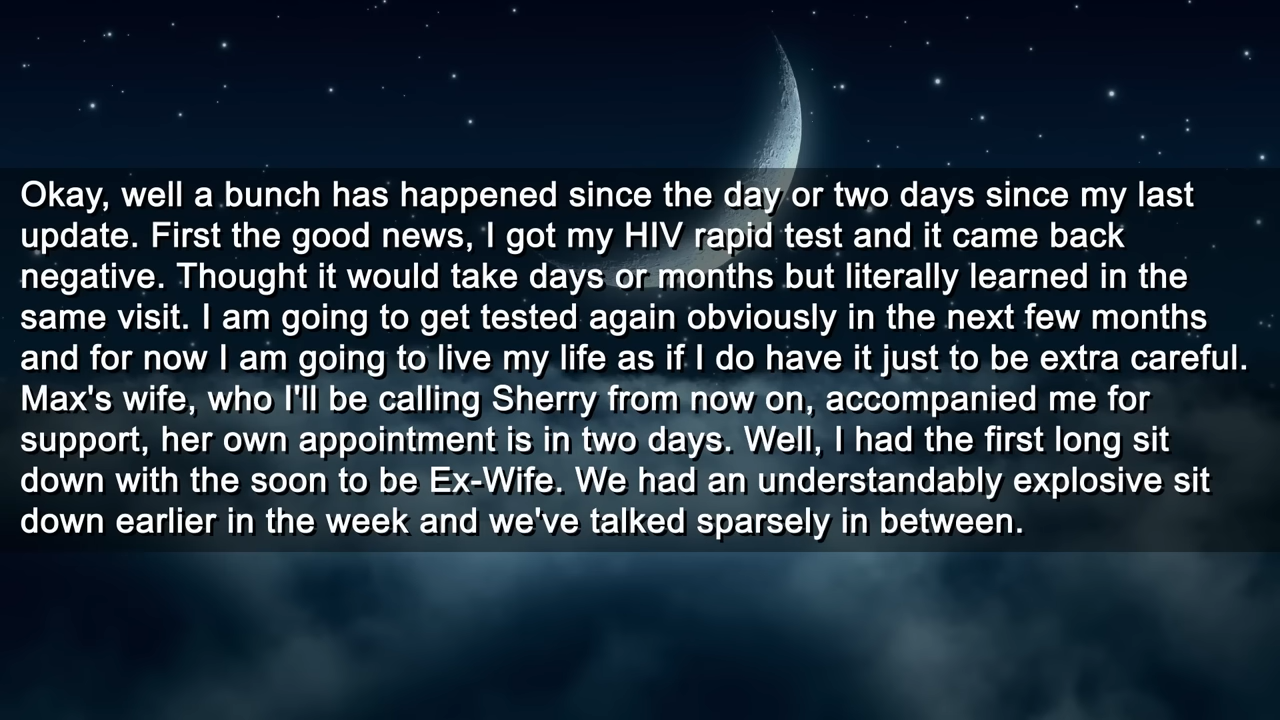 Okay, well a bunch has happened since the day or two days since my last
update. First the good news, I got my HIV rapid test and it came back
negative. Thought it would take days or months but literally learned in the
same visit. I am going to get tested again obviously in the next few months
and for now I am going to live my life as if I do have it just to be extra careful.
Max's wife, who I'll be calling Sherry from now on, accompanied me for
support, her own appointment is in two days. Well, I had the first long sit
down with the soon to be Ex-Wife. We had an understandably explosive sit
down earlier in the week and we've talked sparsely in between.